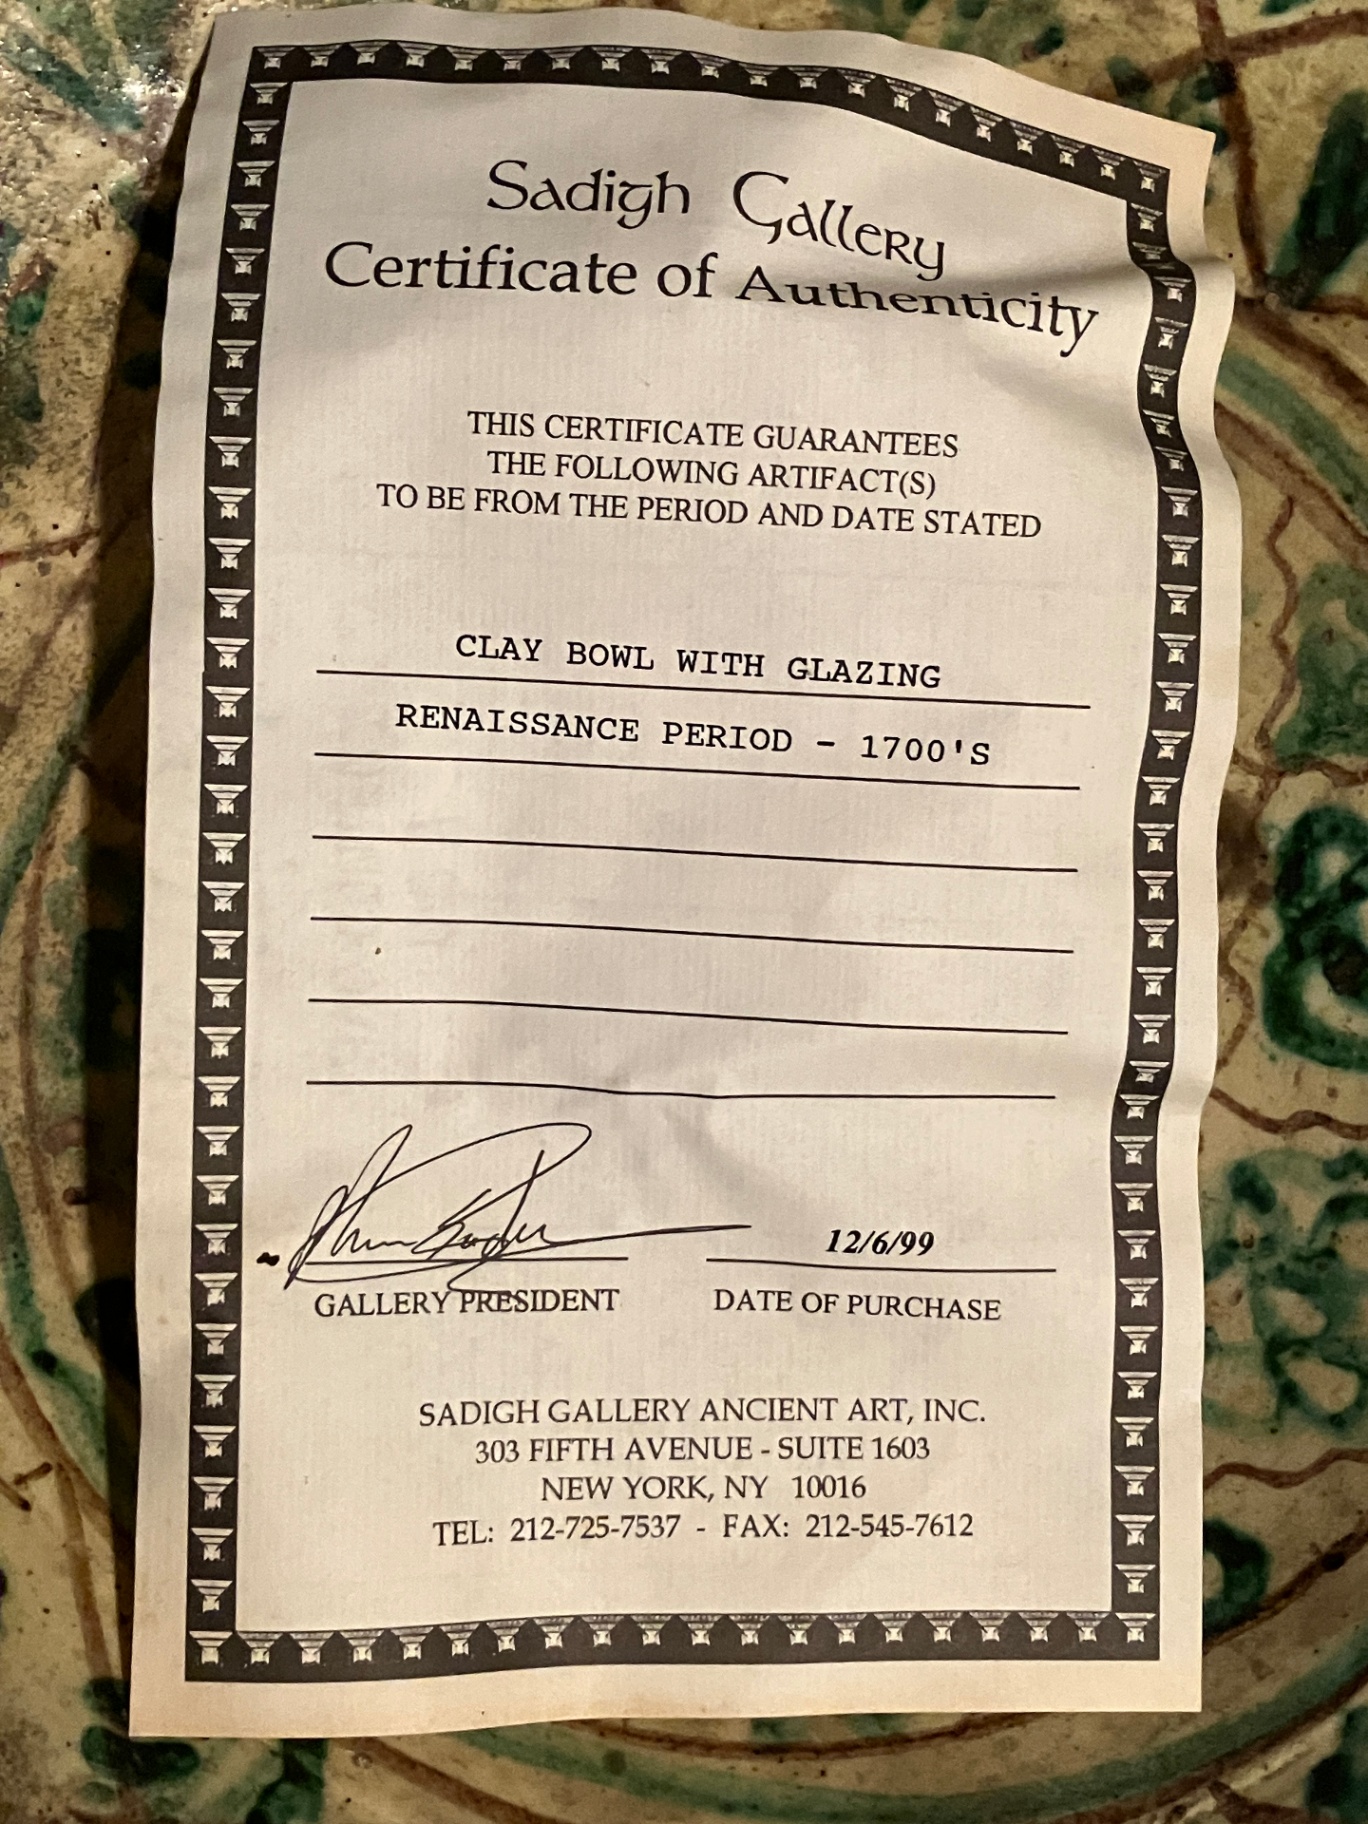 Sadigh Gallery
Certificate of Authenticity
THIS CERTIFICATE GUARANTEES
THE FOLLOWING ARTIFACT(S)
TO BE FROM THE PERIOD AND DATE STATED
CLAY BOWL WITH GLAZING
RENAISSANCE PERIOD - 1700'S
12/6/99
GALLERY PRESIDENT DATE OF PURCHASE
SADIGH GALLERY ANCIENT ART, INC.
303 FIFTH AVENUE - SUITE 1603
NEW YORK, NY 10016
TEL: 212-725-7537 - FAX: 212-545-7612